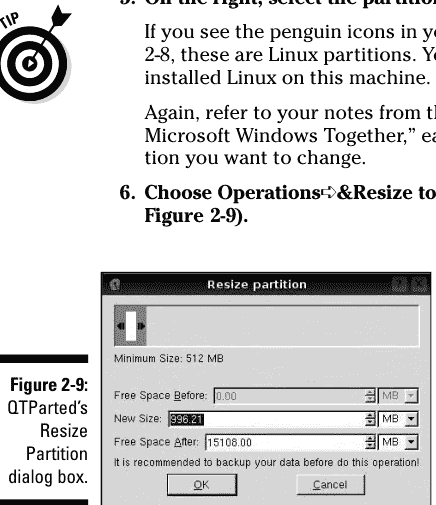 TIP
5. On the right, select the partition
If you see the penguin icons in yo
2-8, these are Linux partitions. Yo
installed Linux on this machine.
Again, refer to your notes from th
Microsoft Windows Together,” ea
tion you want to change.
6. Choose Operations➪&Resize to
Figure 2-9).
Resize partition
Minimum Size: 512 MB
Free Space Before: 0.00 MB
New Size: 996.21 MB
Free Space After: 15108.00 MB
It is recommended to backup your data before do this operation!
OK Cancel
Figure 2-9:
QTParted’s
Resize
Partition
dialog box.